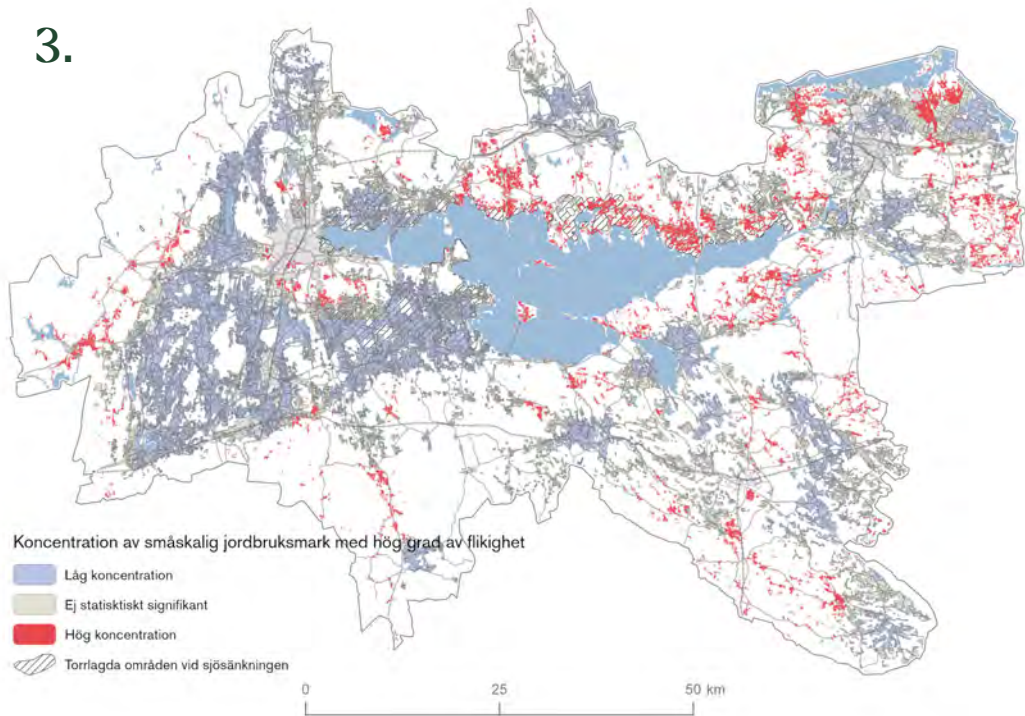 3.
Koncentration av småskalig jordbruksmark med hög grad av flikighet
Låg koncentration
Ej statisktiskt signifikant
Hög koncentration
Torrlagda områden vid sjösänkningen
0 25 50 km